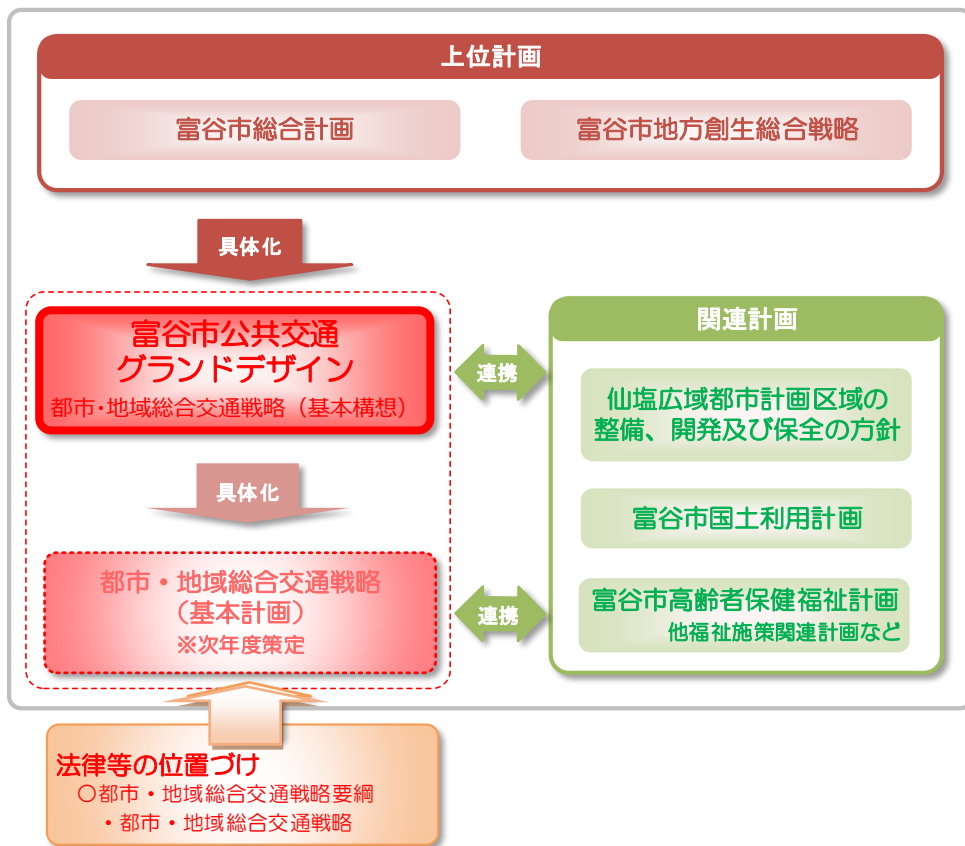 上位計画
富谷市総合計画
富谷市地方創生総合戦略
具体化
富谷市公共交通
グランドデザイン
都市・地域総合交通戦略（基本構想）
連携
関連計画
仙塩広域都市計画区域の
整備、開発及び保全の方針
富谷市国土利用計画
富谷市高齢者保健福祉計画
他福祉施策関連計画など
具体化
都市・地域総合交通戦略
（基本計画）
※次年度策定
連携
法律等の位置づけ
〇都市・地域総合交通戦略要綱
・都市・地域総合交通戦略